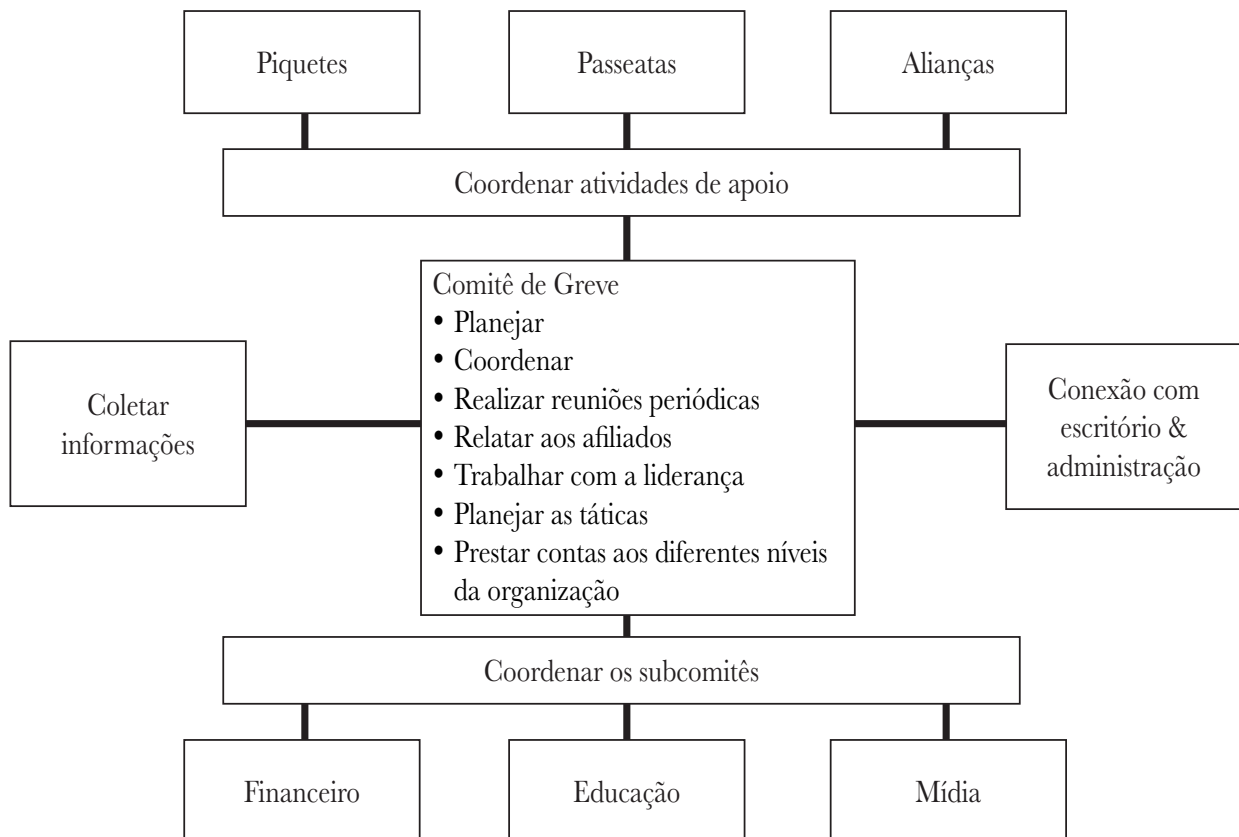 Piquetes
Passeatas
Alianças
Coordenar atividades de apoio
Comitê de Greve
• Planejar
• Coordenar
• Realizar reuniões periódicas
• Relatar aos afiliados
• Trabalhar com a liderança
• Planejar as táticas
• Prestar contas aos diferentes níveis
da organização
Coletar
informações
Conexão com
escritório &
administração
Coordenar os subcomitês
Financeiro
Educação
Mídia